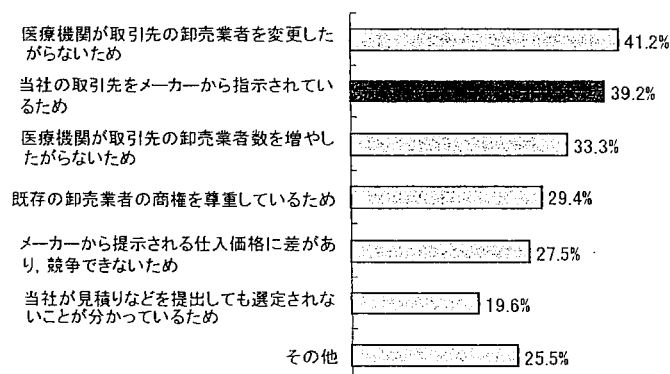 医療機関が取引先の卸売業者を変更した
がらないため
41.2%
当社の取引先をメーカーから指示されてい
るため
39.2%
医療機関が取引先の卸売業者数を増やし
たがらないため
33.3%
既存の卸売業者の商権を尊重しているため
29.4%
メーカーから提示される仕入価格に差があ
り，競争できないため
27.5%
当社が見積りなどを提出しても選定されな
いことが分かっているため
19.6%
その他
25.5%